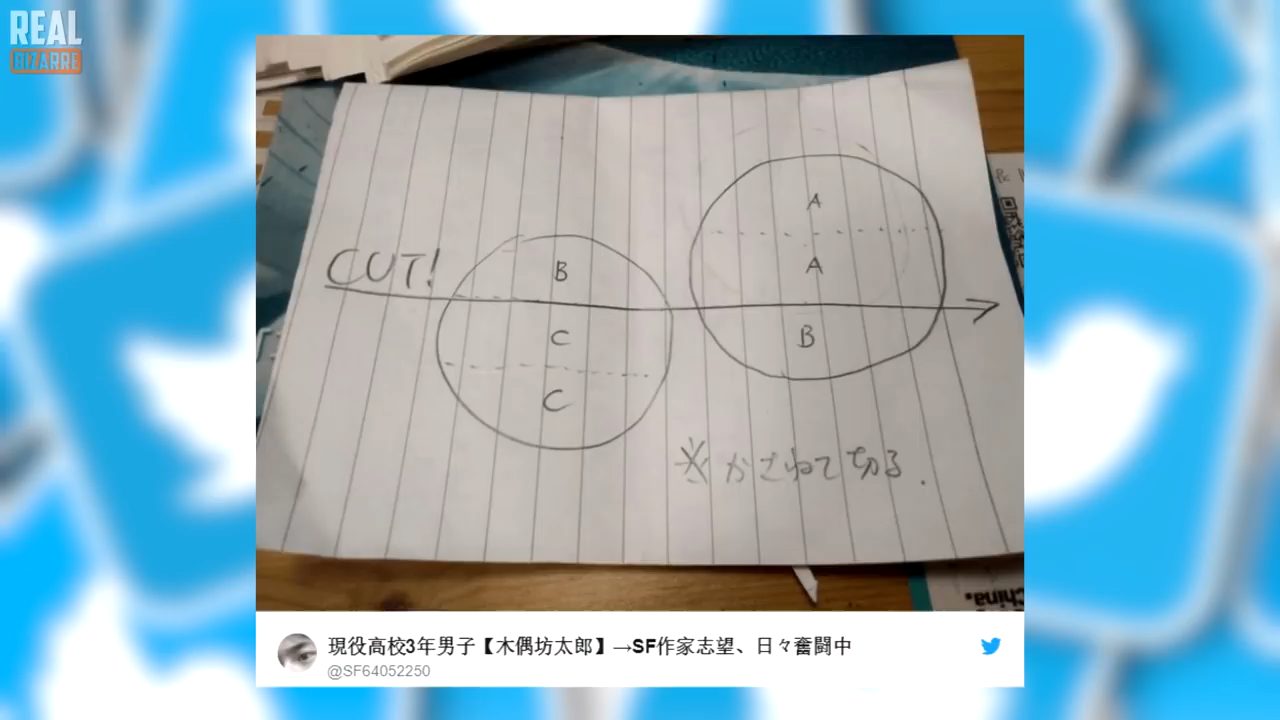 REAL
BIZARRE
CUT!
A
A
B
B
C
C
※かさねて切る.
china.
現役高校3年男子【木偶坊太郎】→SF作家志望、日々奮闘中
@SF64052250